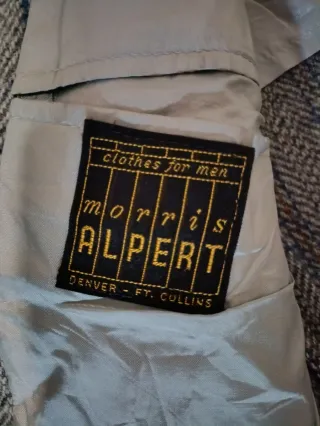 clothes for men
morris
ALPERT
DENVER - FT. COLLINS